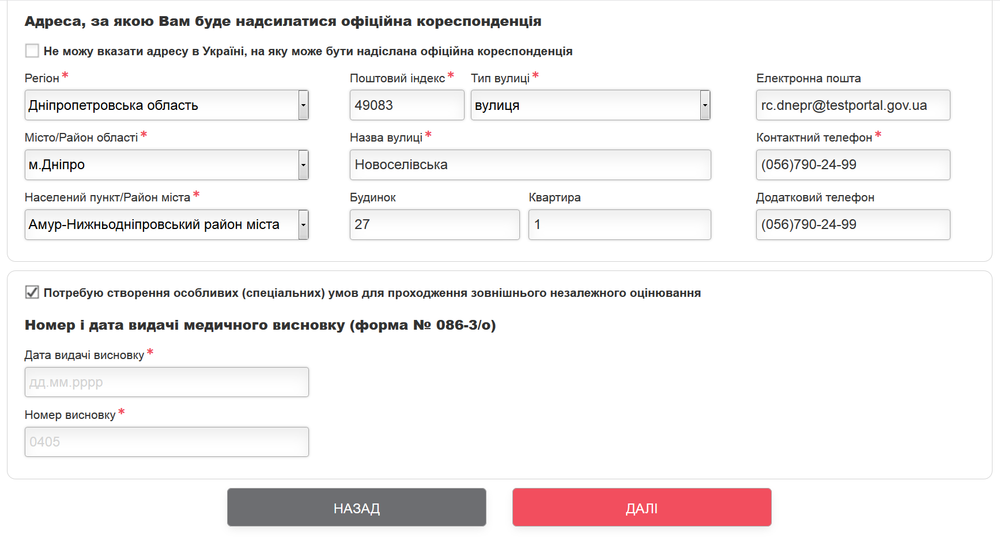 Адреса, за якою Вам буде надсилатися офіційна кореспонденція
Не можу вказати адресу в Україні, на яку може бути надіслана офіційна кореспонденція
Регіон * Поштовий індекс * Тип вулиці * Електронна пошта
Дніпропетровська область 49083 вулиця rc.dnepr@testportal.gov.ua
Місто/Район області * Назва вулиці * Контактний телефон *
м.Дніпро Новоселівська (056)790-24-99
Населений пункт/Район міста * Будинок Квартира Додатковий телефон
Амур-Нижньодніпровський район міста 27 1 (056)790-24-99
Потребую створення особливих (спеціальних) умов для проходження зовнішнього незалежного оцінювання
Номер і дата видачі медичного висновку (форма № 086-3/о)
Дата видачі висновку *
дд.мм.рррр
Номер висновку *
0405
НАЗАД ДАЛІ